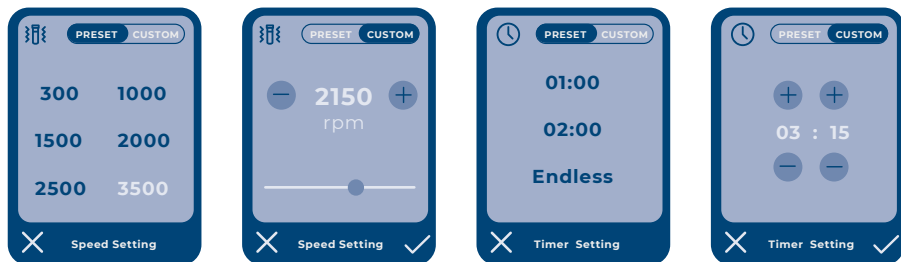 PRESET CUSTOM
300 1000
1500 2000
2500 3500
Speed Setting
PRESET CUSTOM
2150
rpm
Speed Setting
PRESET CUSTOM
01:00
02:00
Endless
Timer Setting
PRESET CUSTOM
03 : 15
Timer Setting